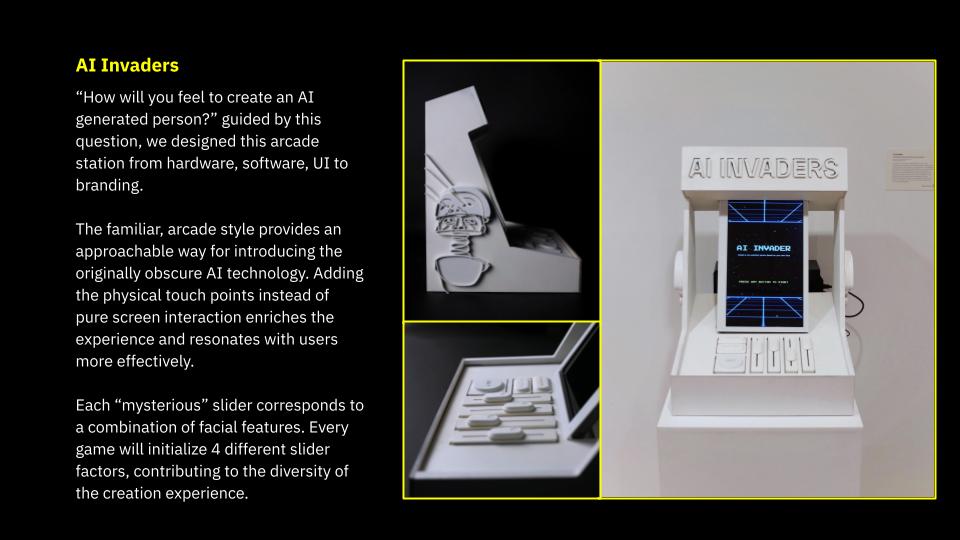 AI Invaders
“How will you feel to create an AI
generated person?” guided by this
question, we designed this arcade
station from hardware, software, UI to
branding.
The familiar, arcade style provides an
approachable way for introducing the
originally obscure AI technology. Adding
the physical touch points instead of
pure screen interaction enriches the
experience and resonates with users
more effectively.
Each “mysterious” slider corresponds to
a combination of facial features. Every
game will initialize 4 different slider
factors, contributing to the diversity of
the creation experience.
AI INVADERS
AI INVADER
PRESS ANY BUTTON TO START